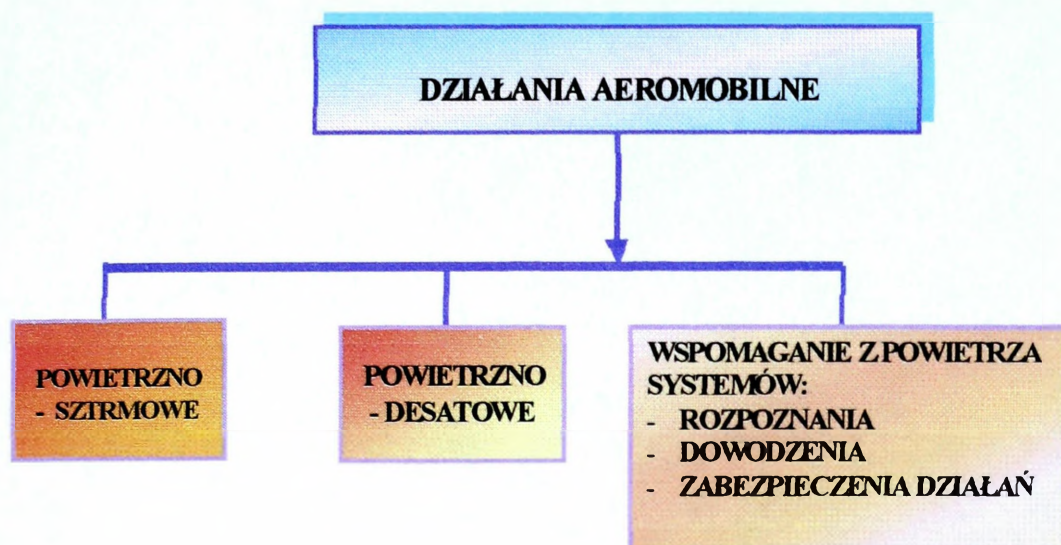 DZIAŁANIA AEROMOBILNE
POWIETRZNO
- SZTRMOWE
POWIETRZNO
- DESATOWE
WSPOMAGANIE Z POWIETRZA
SYSTEMÓW:
- ROZPOZNANIA
- DOWODZENIA
- ZABEZPIECZENIA DZIAŁAŃ